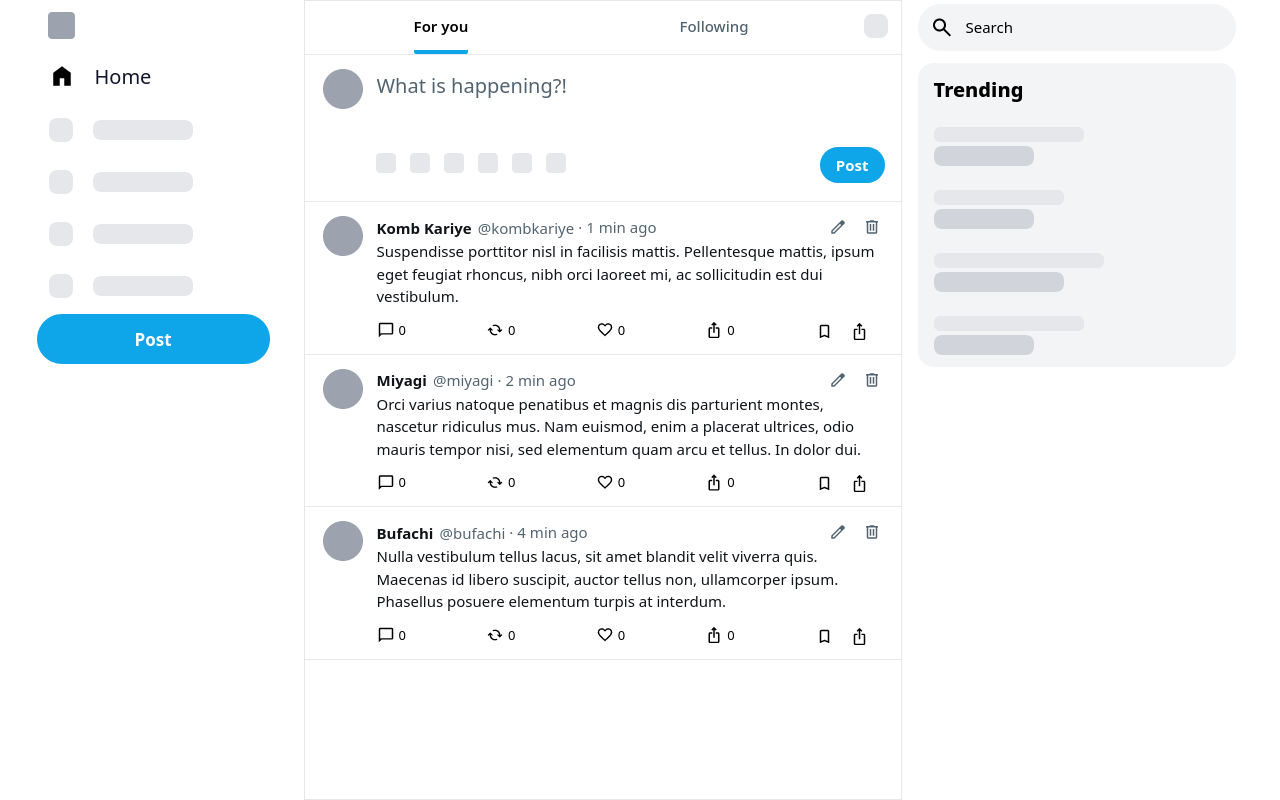 Home
Post
For you
Following
What is happening?!
Post
Komb Kariye @kombkariye · 1 min ago
Suspendisse porttitor nisl in facilisis mattis. Pellentesque mattis, ipsum
eget feugiat rhoncus, nibh orci laoreet mi, ac sollicitudin est dui
vestibulum.
0 0 0 0
Miyagi @miyagi · 2 min ago
Orci varius natoque penatibus et magnis dis parturient montes,
nascetur ridiculus mus. Nam euismod, enim a placerat ultrices, odio
mauris tempor nisi, sed elementum quam arcu et tellus. In dolor dui.
0 0 0 0
Bufachi @bufachi · 4 min ago
Nulla vestibulum tellus lacus, sit amet blandit velit viverra quis.
Maecenas id libero suscipit, auctor tellus non, ullamcorper ipsum.
Phasellus posuere elementum turpis at interdum.
0 0 0 0
Search
Trending